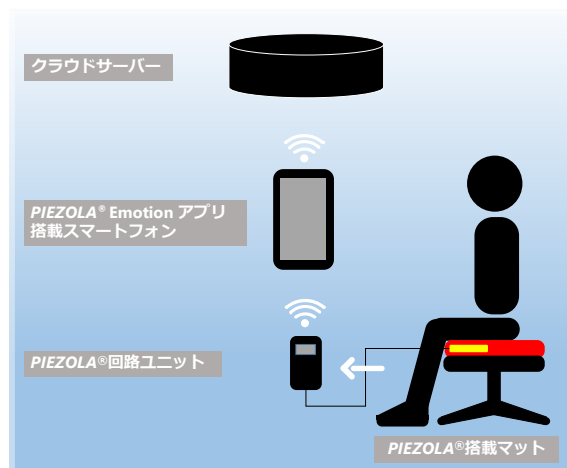 クラウドサーバー
PIEZOLA® Emotion アプリ
搭載スマートフォン
PIEZOLA®回路ユニット
PIEZOLA®搭載マット